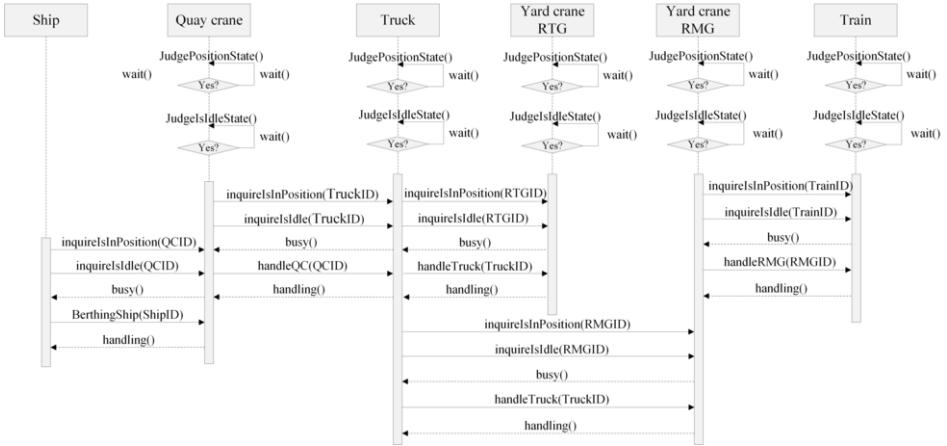 Ship
Quay crane
Truck
Yard crane
RTG
Yard crane
RMG
Train
JudgePositionState()
wait()
wait()
Yes?
JudgeIsIdleState()
wait()
Yes?
JudgePositionState()
wait()
Yes?
JudgeIsIdleState()
wait()
Yes?
JudgePositionState()
wait()
Yes?
JudgeIsIdleState()
wait()
Yes?
JudgePositionState()
wait()
Yes?
JudgeIsIdleState()
wait()
Yes?
JudgePositionState()
wait()
Yes?
JudgeIsIdleState()
wait()
Yes?
inquireIsInPosition(QCID)
inquireIsIdle(QCID)
busy()
BerthingShip(ShipID)
handling()
inquireIsInPosition(TruckID)
inquireIsIdle(TruckID)
busy()
handleQC(QCID)
handling()
inquireIsInPosition(RTGID)
inquireIsIdle(RTGID)
busy()
handleTruck(TruckID)
handling()
inquireIsInPosition(RMGID)
inquireIsIdle(RMGID)
busy()
handleTruck(TruckID)
handling()
inquireIsInPosition(TrainID)
inquireIsIdle(TrainID)
busy()
handleRMG(RMGID)
handling()